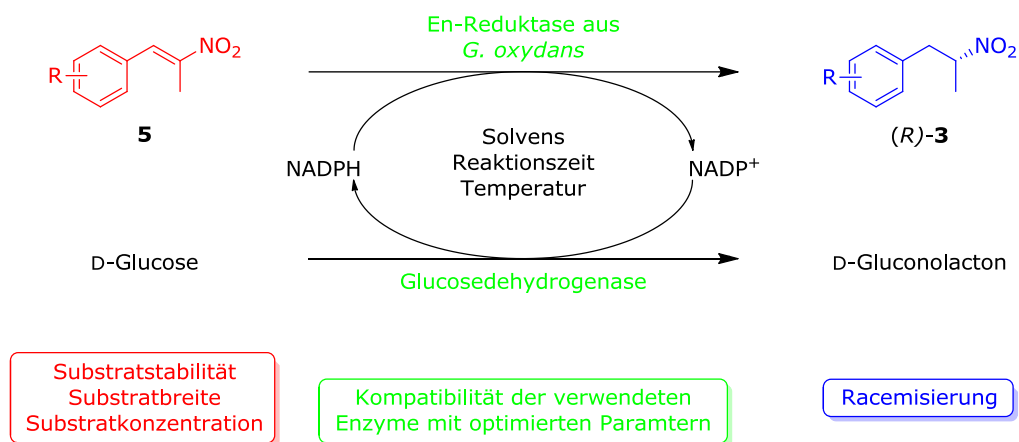 En-Reduktase aus
G. oxydans
R
NO2
5
R
NO2
(R)-3
Solvens
Reaktionszeit
Temperatur
NADPH
NADP+
D-Glucose
D-Gluconolacton
Glucosedehydrogenase
Substratstabilität
Substratbreite
Substratkonzentration
Kompatibilität der verwendeten
Enzyme mit optimierten Paramtern
Racemisierung